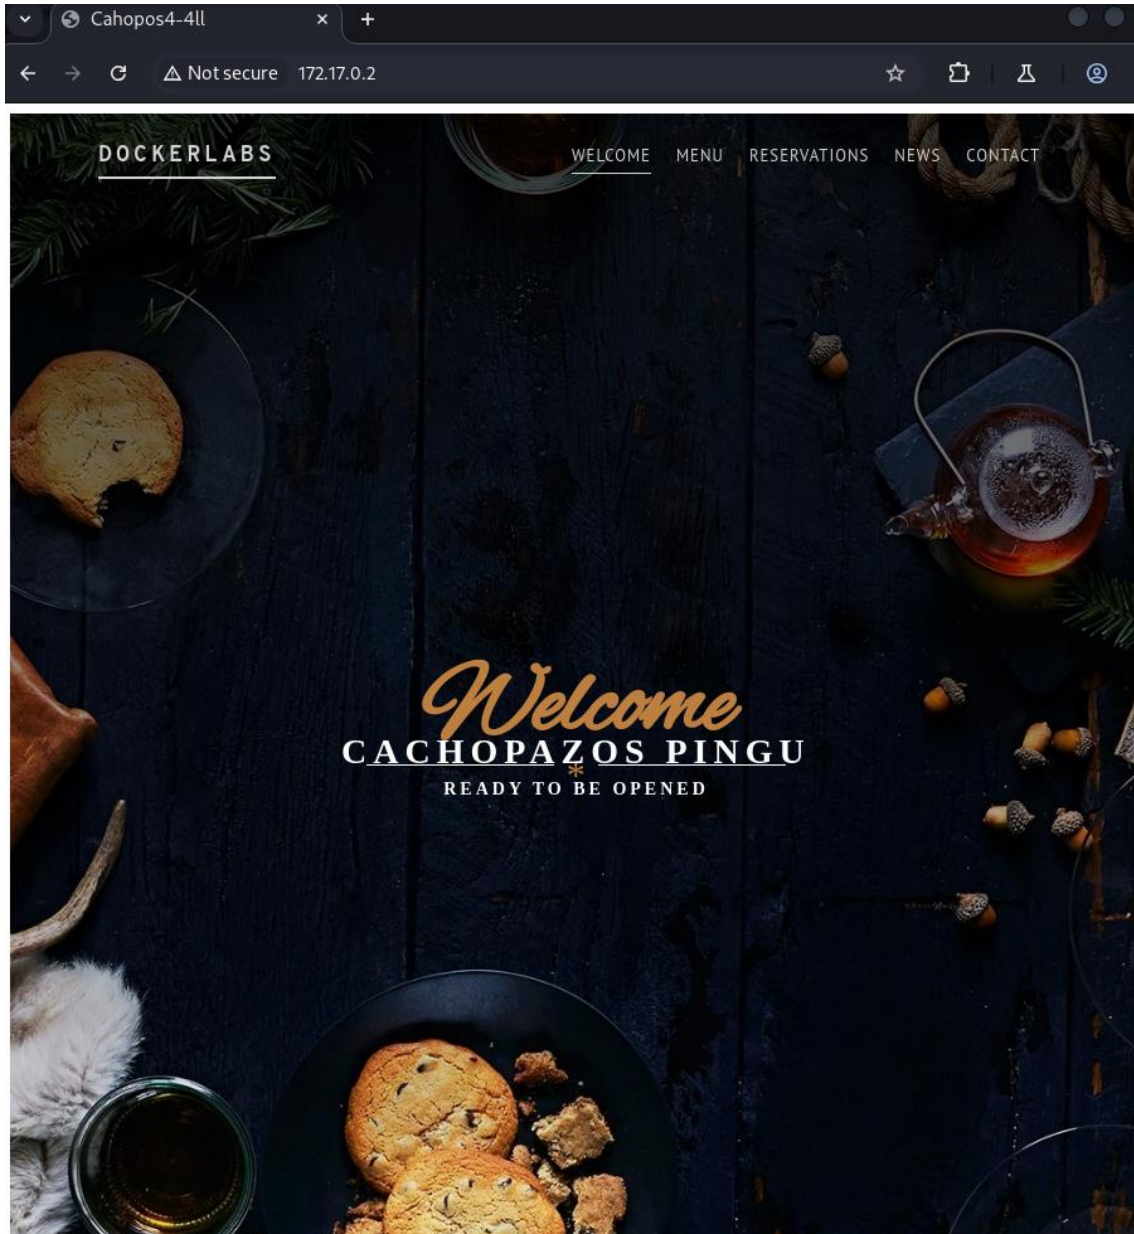 Cahopos4-4ll
Not secure 172.17.0.2
DOCKERLABS
WELCOME MENU RESERVATIONS NEWS CONTACT
Welcome
CACHOPAZOS PINGU
*
READY TO BE OPENED